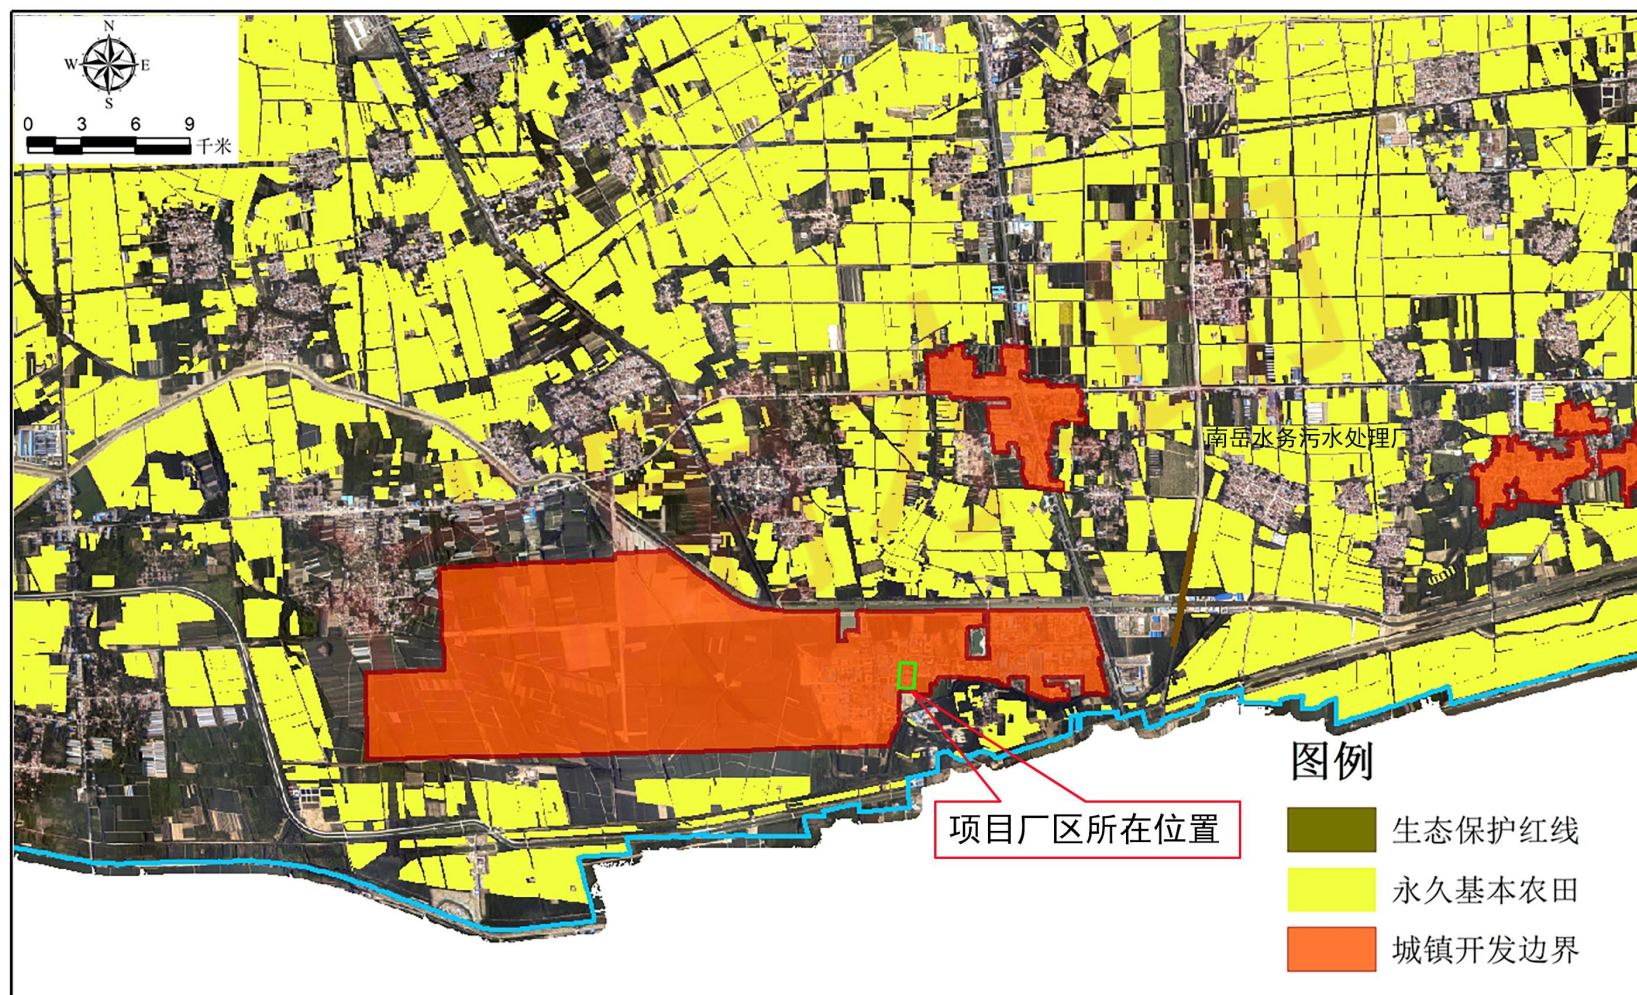 N
W E
S
0 3 6 9
千米
南岳水务污水处理厂
项目厂区所在位置
图例
生态保护红线
永久基本农田
城镇开发边界